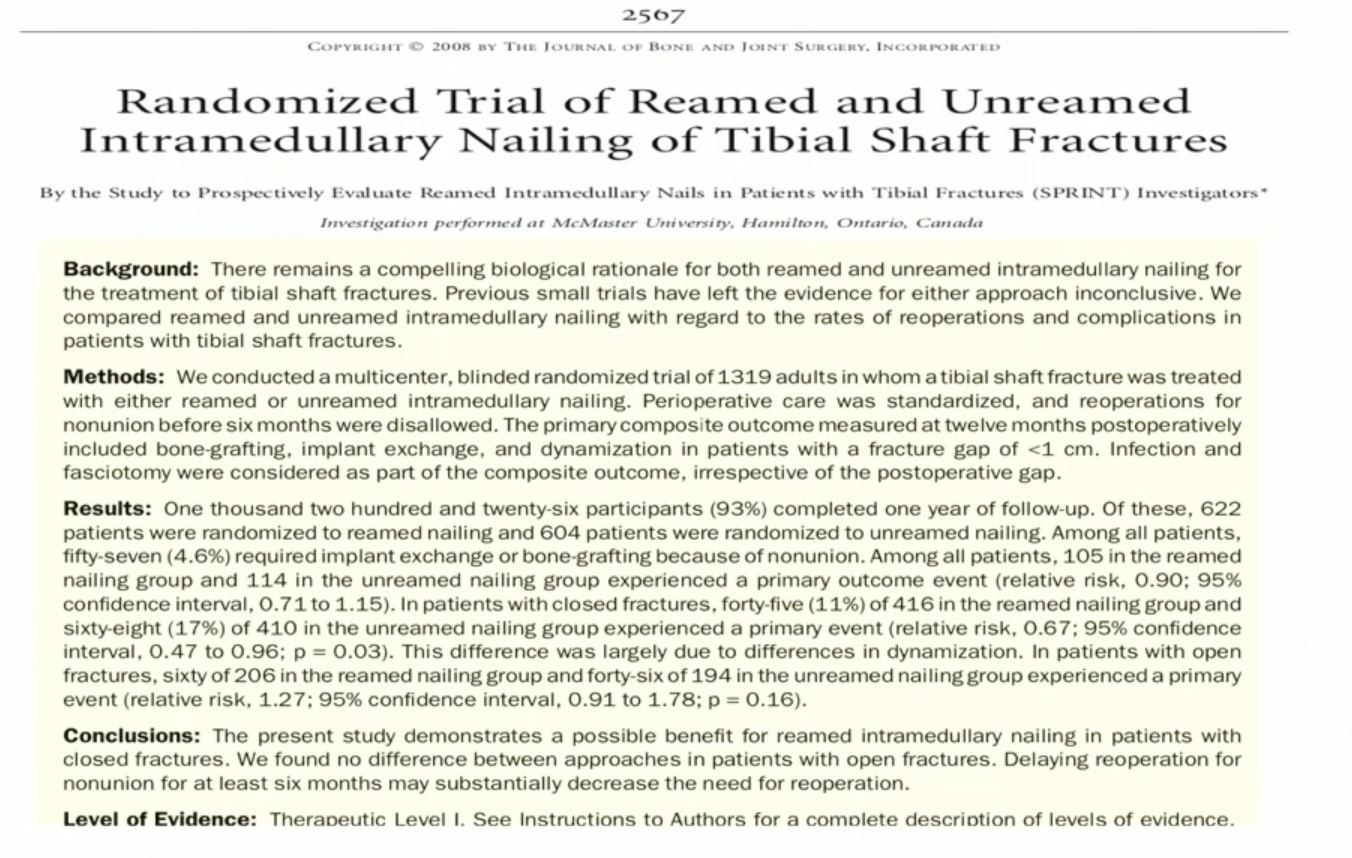 2567
COPYRIGHT © 2008 BY THE JOURNAL OF BONE AND JOINT SURGERY, INCORPORATED
Randomized Trial of Reamed and Unreamed
Intramedullary Nailing of Tibial Shaft Fractures
By the Study to Prospectively Evaluate Reamed Intramedullary Nails in Patients with Tibial Fractures (SPRINT) Investigators*
Investigation performed at McMaster University, Hamilton, Ontario, Canada
Background: There remains a compelling biological rationale for both reamed and unreamed intramedullary nailing for
the treatment of tibial shaft fractures. Previous small trials have left the evidence for either approach inconclusive. We
compared reamed and unreamed intramedullary nailing with regard to the rates of reoperations and complications in
patients with tibial shaft fractures.
Methods: We conducted a multicenter, blinded randomized trial of 1319 adults in whom a tibial shaft fracture was treated
with either reamed or unreamed intramedullary nailing. Perioperative care was standardized, and reoperations for
nonunion before six months were disallowed. The primary composite outcome measured at twelve months postoperatively
included bone-grafting, implant exchange, and dynamization in patients with a fracture gap of <1 cm. Infection and
fasciotomy were considered as part of the composite outcome, irrespective of the postoperative gap.
Results: One thousand two hundred and twenty-six participants (93%) completed one year of follow-up. Of these, 622
patients were randomized to reamed nailing and 604 patients were randomized to unreamed nailing. Among all patients,
fifty-seven (4.6%) required implant exchange or bone-grafting because of nonunion. Among all patients, 105 in the reamed
nailing group and 114 in the unreamed nailing group experienced a primary outcome event (relative risk, 0.90; 95%
confidence interval, 0.71 to 1.15). In patients with closed fractures, forty-five (11%) of 416 in the reamed nailing group and
sixty-eight (17%) of 410 in the unreamed nailing group experienced a primary event (relative risk, 0.67; 95% confidence
interval, 0.47 to 0.96; p = 0.03). This difference was largely due to differences in dynamization. In patients with open
fractures, sixty of 206 in the reamed nailing group and forty-six of 194 in the unreamed nailing group experienced a primary
event (relative risk, 1.27; 95% confidence interval, 0.91 to 1.78; p = 0.16).
Conclusions: The present study demonstrates a possible benefit for reamed intramedullary nailing in patients with
closed fractures. We found no difference between approaches in patients with open fractures. Delaying reoperation for
nonunion for at least six months may substantially decrease the need for reoperation.
Level of Evidence: Therapeutic Level I. See Instructions to Authors for a complete description of levels of evidence.